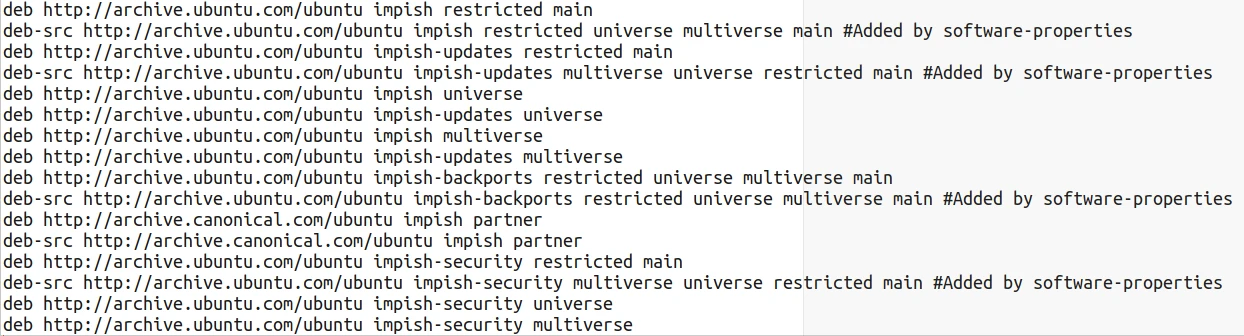 deb http://archive.ubuntu.com/ubuntu impish restricted main
deb-src http://archive.ubuntu.com/ubuntu impish restricted universe multiverse main #Added by software-properties
deb http://archive.ubuntu.com/ubuntu impish-updates restricted main
deb-src http://archive.ubuntu.com/ubuntu impish-updates multiverse universe restricted main #Added by software-properties
deb http://archive.ubuntu.com/ubuntu impish universe
deb http://archive.ubuntu.com/ubuntu impish-updates universe
deb http://archive.ubuntu.com/ubuntu impish multiverse
deb http://archive.ubuntu.com/ubuntu impish-updates multiverse
deb http://archive.ubuntu.com/ubuntu impish-backports restricted universe multiverse main
deb-src http://archive.ubuntu.com/ubuntu impish-backports restricted universe multiverse main #Added by software-properties
deb http://archive.canonical.com/ubuntu impish partner
deb-src http://archive.canonical.com/ubuntu impish partner
deb http://archive.ubuntu.com/ubuntu impish-security restricted main
deb-src http://archive.ubuntu.com/ubuntu impish-security multiverse universe restricted main #Added by software-properties
deb http://archive.ubuntu.com/ubuntu impish-security universe
deb http://archive.ubuntu.com/ubuntu impish-security multiverse